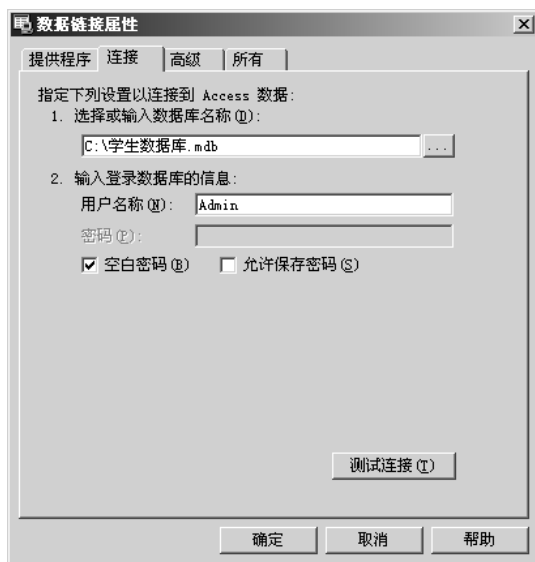 数据链接属性
提供程序 连接 高级 所有
指定下列设置以连接到 Access 数据:
1. 选择或输入数据库名称(D):
C:\学生数据库.mdb ...
2. 输入登录数据库的信息:
用户名称(N): Admin
密码(P):
空白密码(B) 允许保存密码(S)
测试连接(T)
确定 取消 帮助